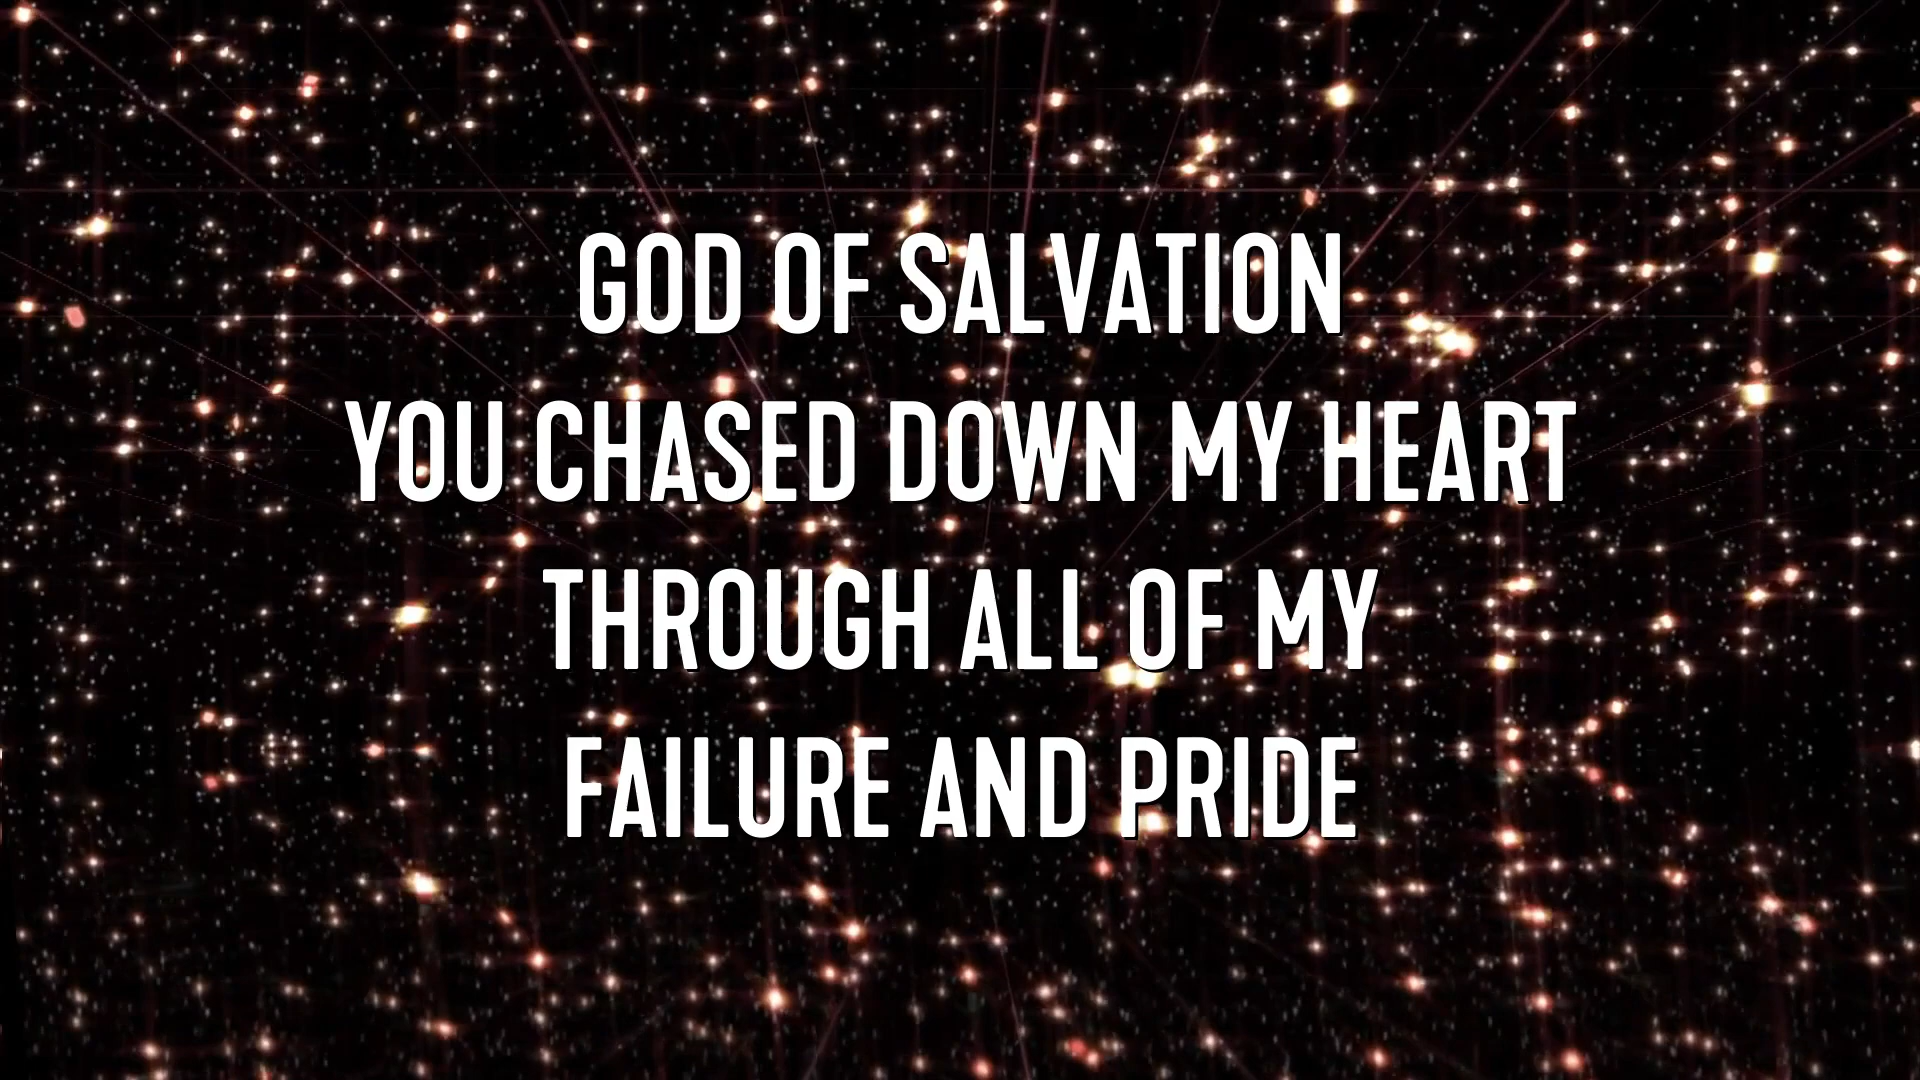 GOD OF SALVATION
YOU CHASED DOWN MY HEART
THROUGH ALL OF MY
FAILURE AND PRIDE